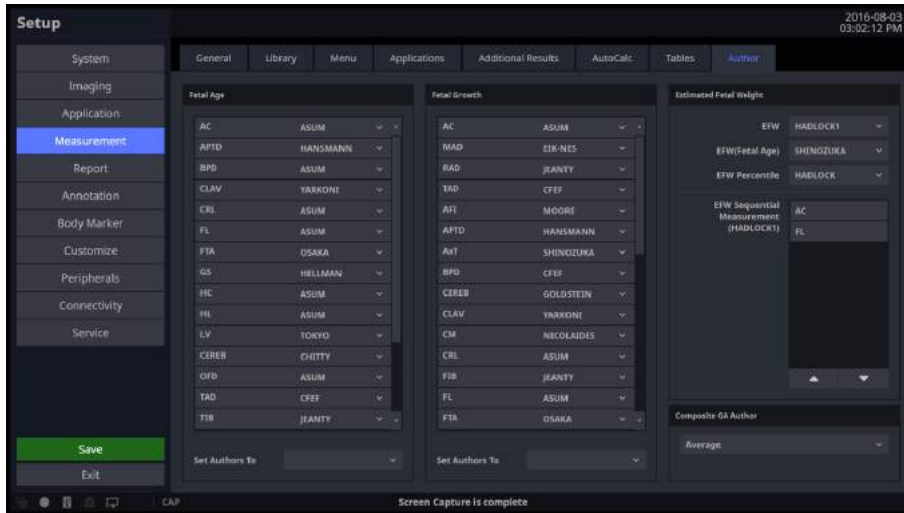 Setup
2016-08-03
03:02:12 PM
System
Imaging
Application
Measurement
Report
Annotation
Body Marker
Customize
Peripherals
Connectivity
Service
Save
Exit
General Library Menu Applications Additional Results AutoCalc Tables Author
Fetal Age
AC ASUM
APTD HANSMANN
BPD ASUM
CLAV YARKONI
CRL ASUM
FL ASUM
FTA OSAKA
GS HELLMAN
HC ASUM
HL ASUM
LV TOKYO
CEREB CHITTY
OFD ASUM
TAD CFEF
TIB JEANTY
Set Authors To
Fetal Growth
AC ASUM
MAD EIK-NES
RAD JEANTY
TAD CFEF
AFI MOORE
APTD HANSMANN
AxT SHINOZUKA
BPD CFEF
CEREB GOLDSTEIN
CLAV YARKONI
CM NICOLAIDES
CRL ASUM
FIB JEANTY
FL ASUM
FTA OSAKA
Set Authors To
Estimated Fetal Weight
EFW HADLOCK1
EFW(Fetal Age) SHINOZUKA
EFW Percentile HADLOCK
EFW Sequential
Measurement
(HADLOCK1)
AC
FL
Composite GA Author
Average
CAP
Screen Capture is complete